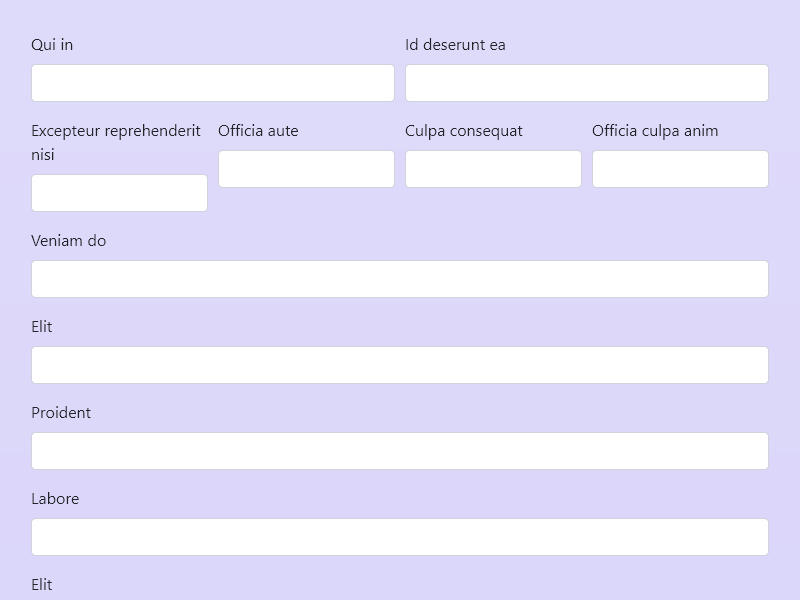 Qui in
Id deserunt ea
Excepteur reprehenderit
nisi
Officia aute
Culpa consequat
Officia culpa anim
Veniam do
Elit
Proident
Labore
Elit